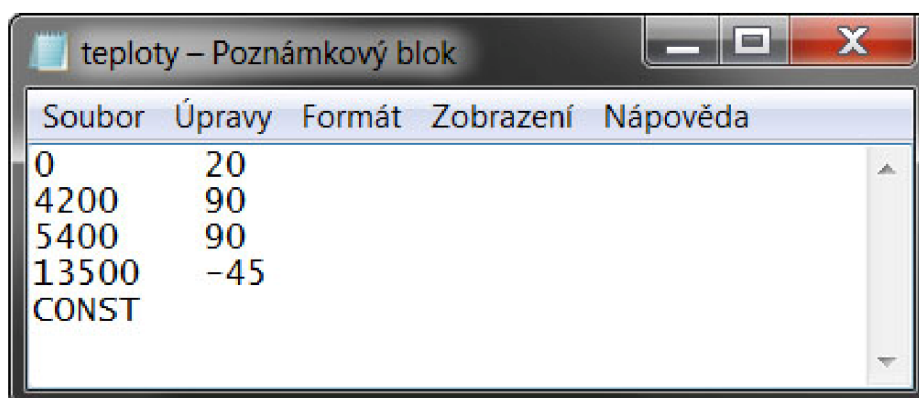 teploty – Poznámkový blok
Soubor Úpravy Formát Zobrazení Nápověda
0 20
4200 90
5400 90
13500 -45
CONST